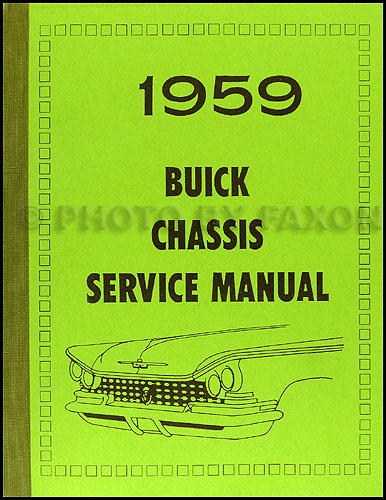 1959
BUICK
© PHOTO BY FAXON
CHASSIS
SERVICE MANUAL